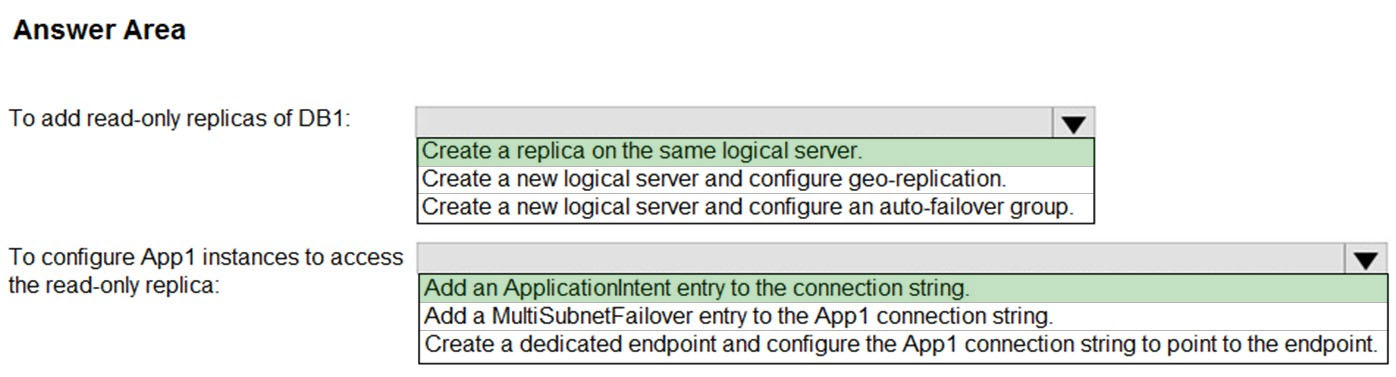 Answer Area
To add read-only replicas of DB1:
Create a replica on the same logical server.
Create a new logical server and configure geo-replication.
Create a new logical server and configure an auto-failover group.
To configure App1 instances to access
the read-only replica:
Add an ApplicationIntent entry to the connection string.
Add a MultiSubnetFailover entry to the App1 connection string.
Create a dedicated endpoint and configure the App1 connection string to point to the endpoint.